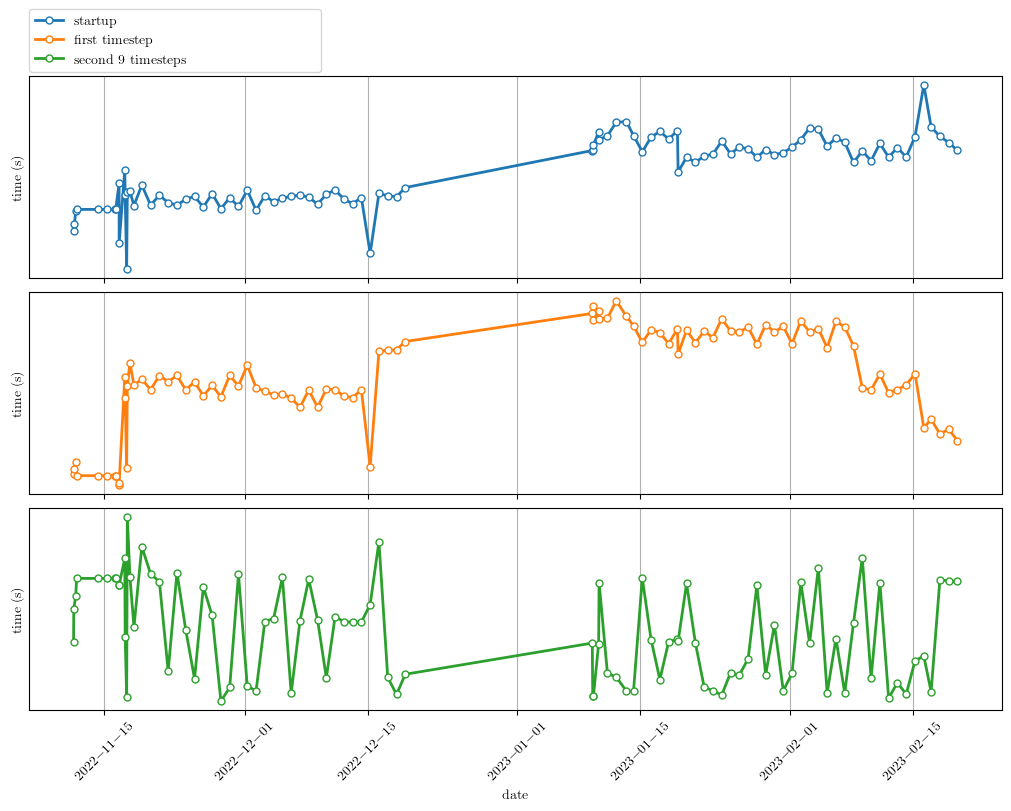 startup
first timestep
second 9 timesteps
time (s)
time (s)
time (s)
2022−11−15
2022−12−01
2022−12−15
2023−01−01
2023−01−15
2023−02−01
2023−02−15
date